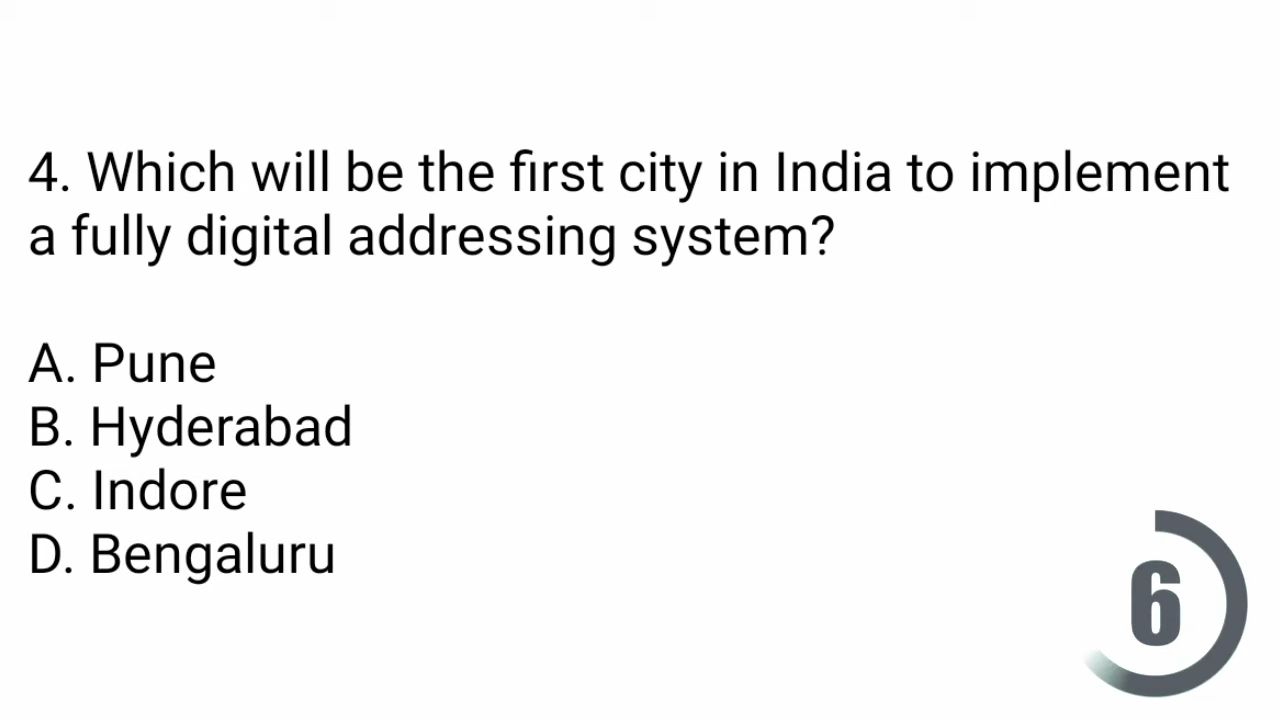 4. Which will be the first city in India to implement
a fully digital addressing system?
A. Pune
B. Hyderabad
C. Indore
D. Bengaluru
6